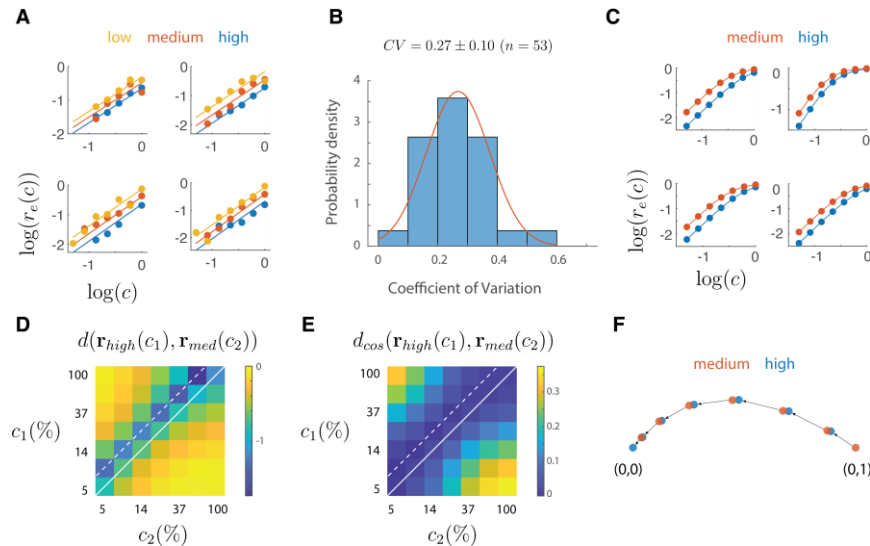 A
low medium high
0
-1
-2
-1
0
0
-1
-2
-1
0
0
-1
-2
-1
0
0
-1
-2
-1
0
log(r_e(c))
log(c)
B
CV = 0.27 ± 0.10 (n = 53)
Probability density
5
4
3
2
1
0
0
0.2
0.4
0.6
Coefficient of Variation
C
medium high
0
-1
-2
-1
0
0
-1
-1
0
0
-1
-2
-1
0
0
-1
-2
-1
0
log(r_e(c))
log(c)
D
d(r_high(c_1), r_med(c_2))
c_1(%)
100
37
14
5
5 14 37 100
c_2(%)
0
-1
E
d_cos(r_high(c_1), r_med(c_2))
c_1(%)
100
37
14
5
5 14 37 100
c_2(%)
0.3
0.2
0.1
0
F
medium high
(0,0)
(0,1)